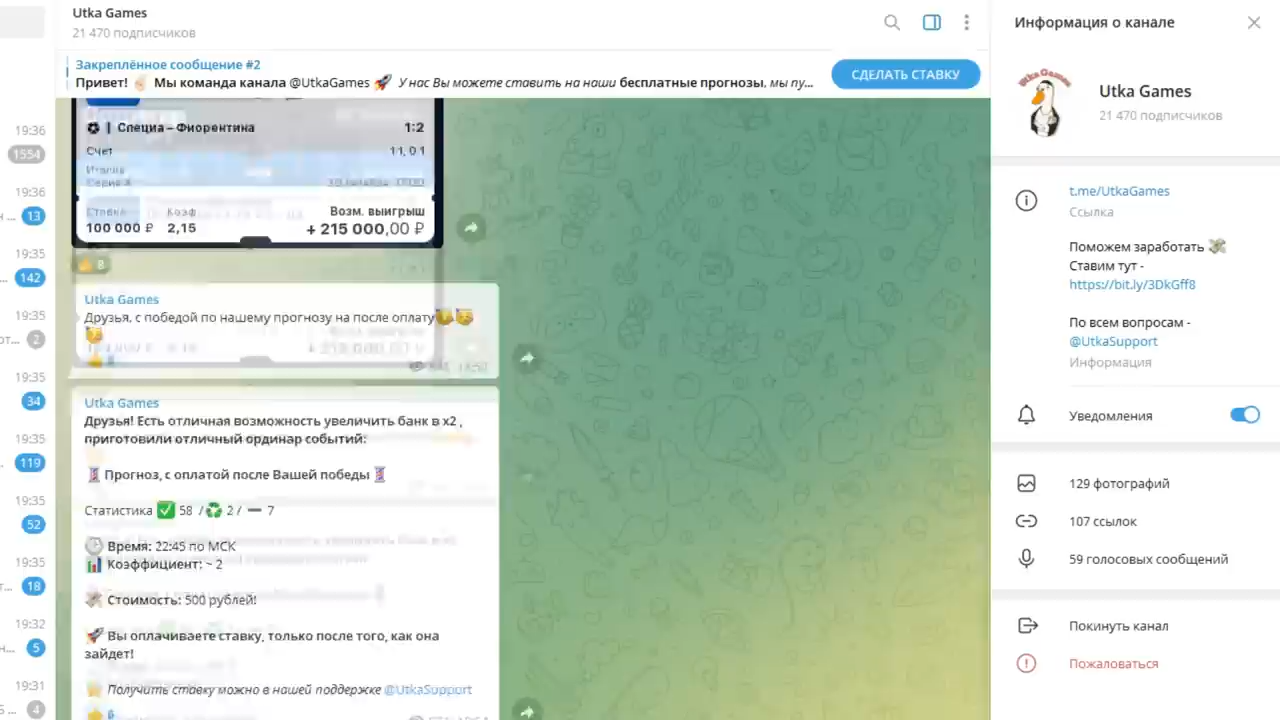 Utka Games
21 470 подписчиков
Закреплённое сообщение #2
Привет! ✌🏻 Мы команда канала @UtkaGames 🚀 У нас Вы можете ставить на наши бесплатные прогнозы, мы пу...
СДЕЛАТЬ СТАВКУ
19:36
1554
19:36
13
19:35
142
19:35
2
19:35
34
19:35
119
19:35
52
19:35
18
19:32
5
19:31
4
⚽ | Специа – Фиорентина 1:2
Счет
Италия
Серия А
Ставка Коэф Возм. выигрыш
100 000 ₽ 2,15 + 215 000,00 ₽
👍 8
Utka Games
Друзья, с победой по нашему прогнозу на после оплату
Utka Games
Друзья! Есть отличная возможность увеличить банк в х2 ,
приготовили отличный ординар событий:
Прогноз, с оплатой после Вашей победы
Статистика ✅ 58 /♻️ 2 / ➖ 7
Время: 22:45 по МСК
📊 Коэффициент: ~ 2
💸 Стоимость: 500 рублей!
🚀 Вы оплачиваете ставку, только после того, как она
зайдет!
Получить ставку можно в нашей поддержке @UtkaSupport
Информация о канале
Utka Games
Utka Games
21 470 подписчиков
t.me/UtkaGames
Ссылка
Поможем заработать 💸
Ставим тут -
https://bit.ly/3DkGff8
По всем вопросам -
@UtkaSupport
Информация
Уведомления
129 фотографий
107 ссылок
59 голосовых сообщений
Покинуть канал
Пожаловаться